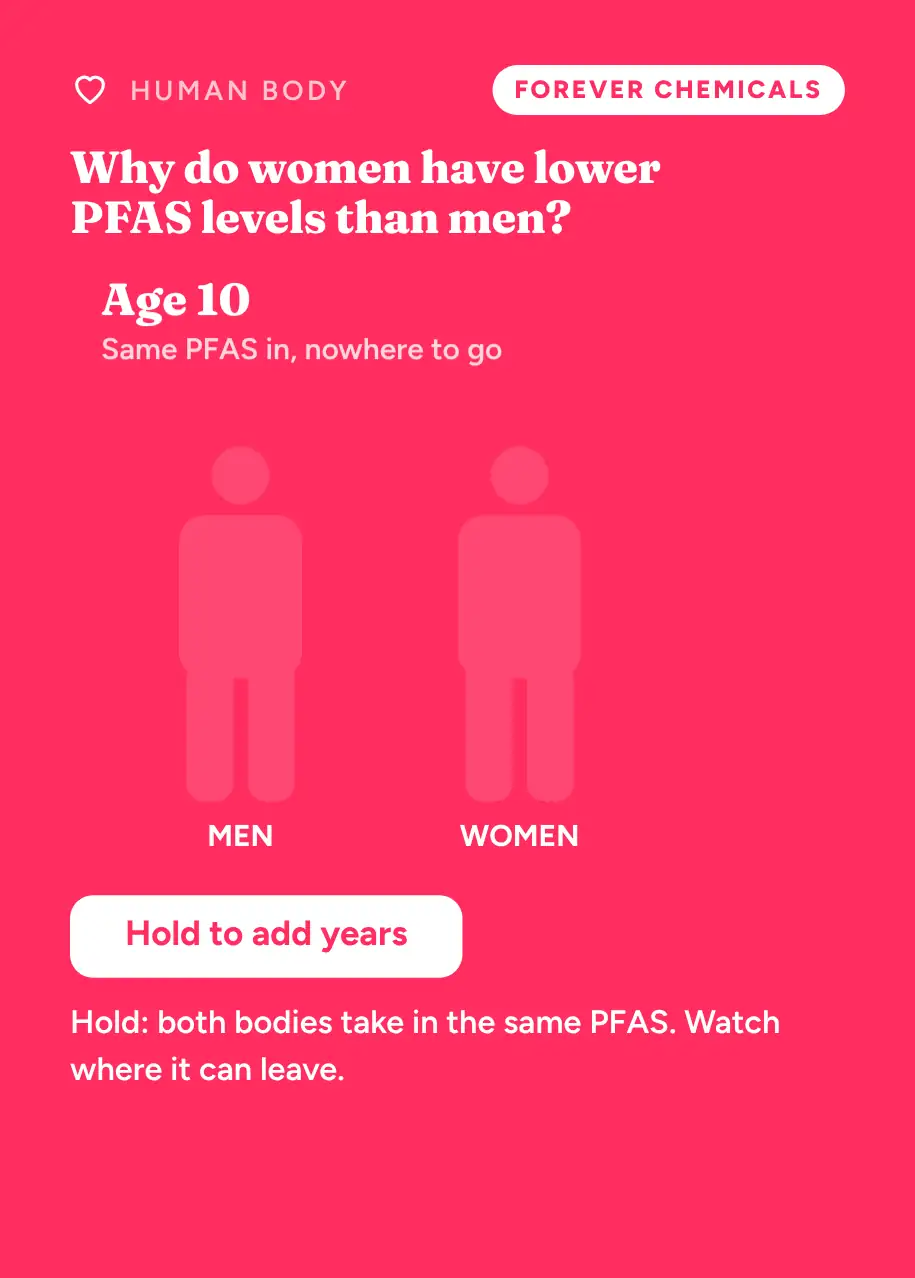 HUMAN BODY
FOREVER CHEMICALS
Why do women have lower
PFAS levels than men?
Age 10
Same PFAS in, nowhere to go
MEN
WOMEN
Hold to add years
Hold: both bodies take in the same PFAS. Watch
where it can leave.